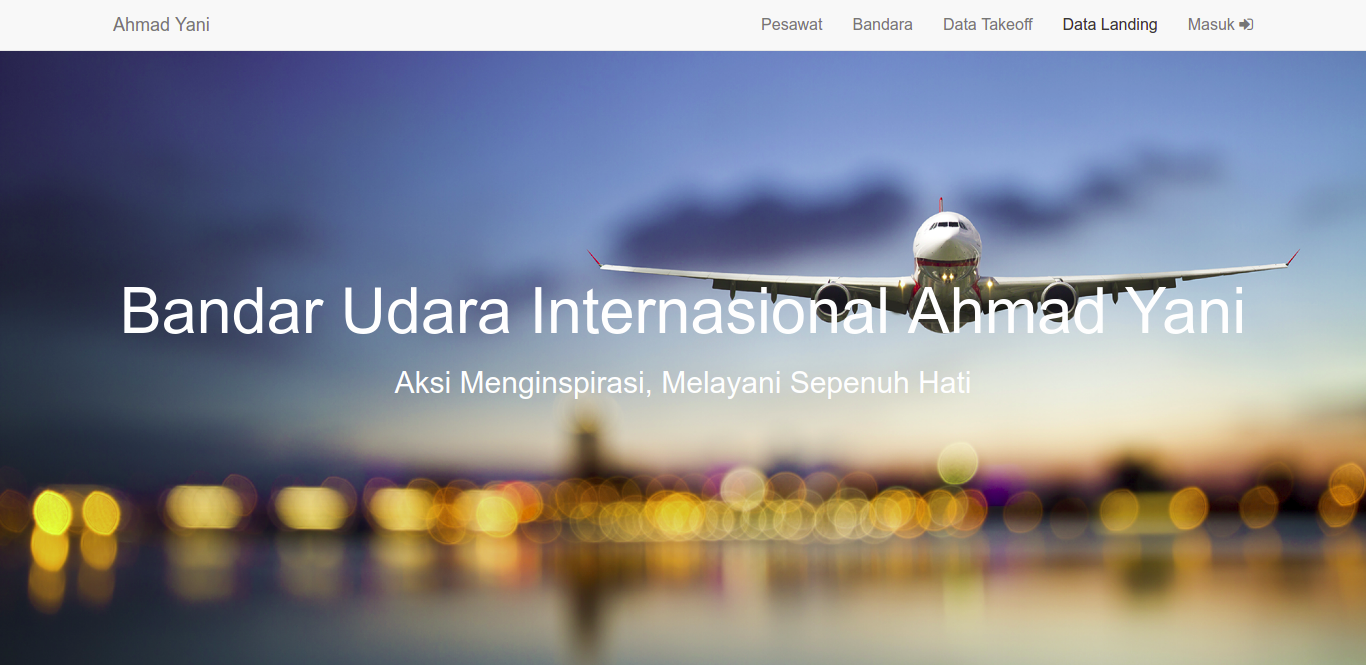 Ahmad Yani
Pesawat Bandara Data Takeoff Data Landing Masuk
Bandar Udara Internasional Ahmad Yani
Aksi Menginspirasi, Melayani Sepenuh Hati